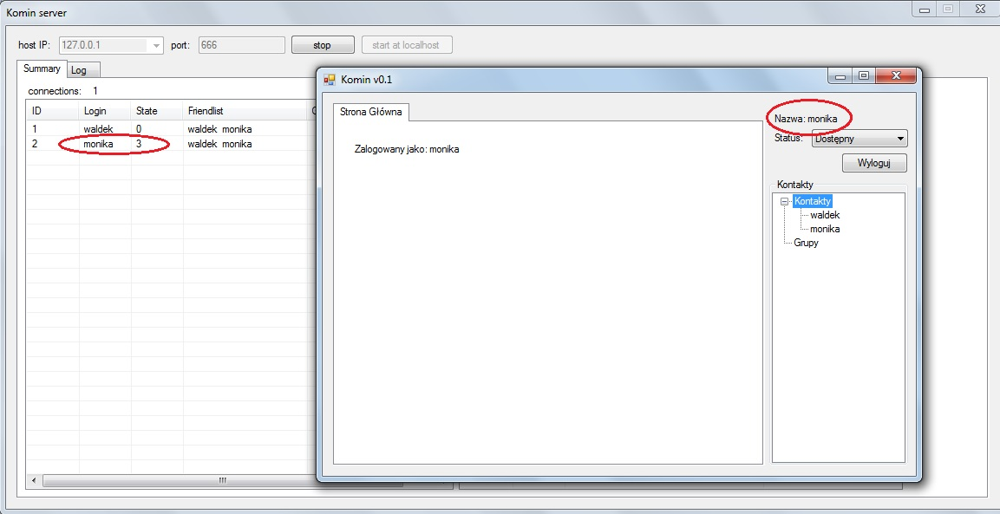 Komin server
host IP: 127.0.0.1 port: 666 stop start at localhost
Summary Log
connections: 1
ID Login State Friendlist
1 waldek 0 waldek monika
2 monika 3 waldek monika
Komin v0.1
Strona Główna
Zalogowany jako: monika
Nazwa: monika
Status: Dostępny
Wyloguj
Kontakty
Kontakty
waldek
monika
Grupy